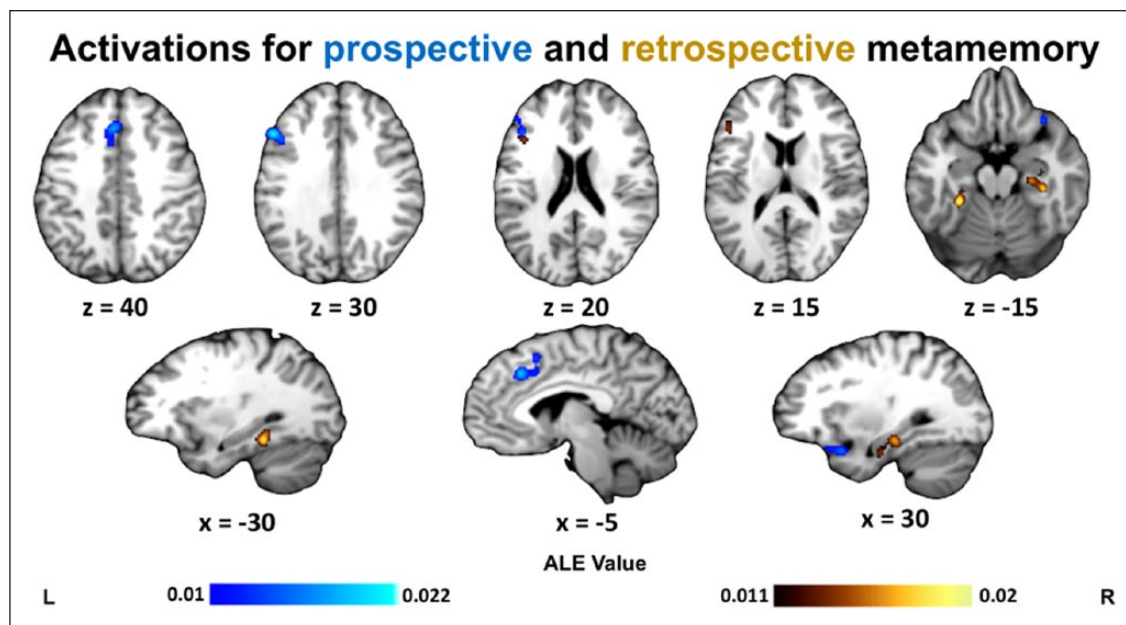 Activations for prospective and retrospective metamemory
z = 40
z = 30
z = 20
z = 15
z = -15
x = -30
x = -5
x = 30
ALE Value
L
0.01
0.022
0.011
0.02
R